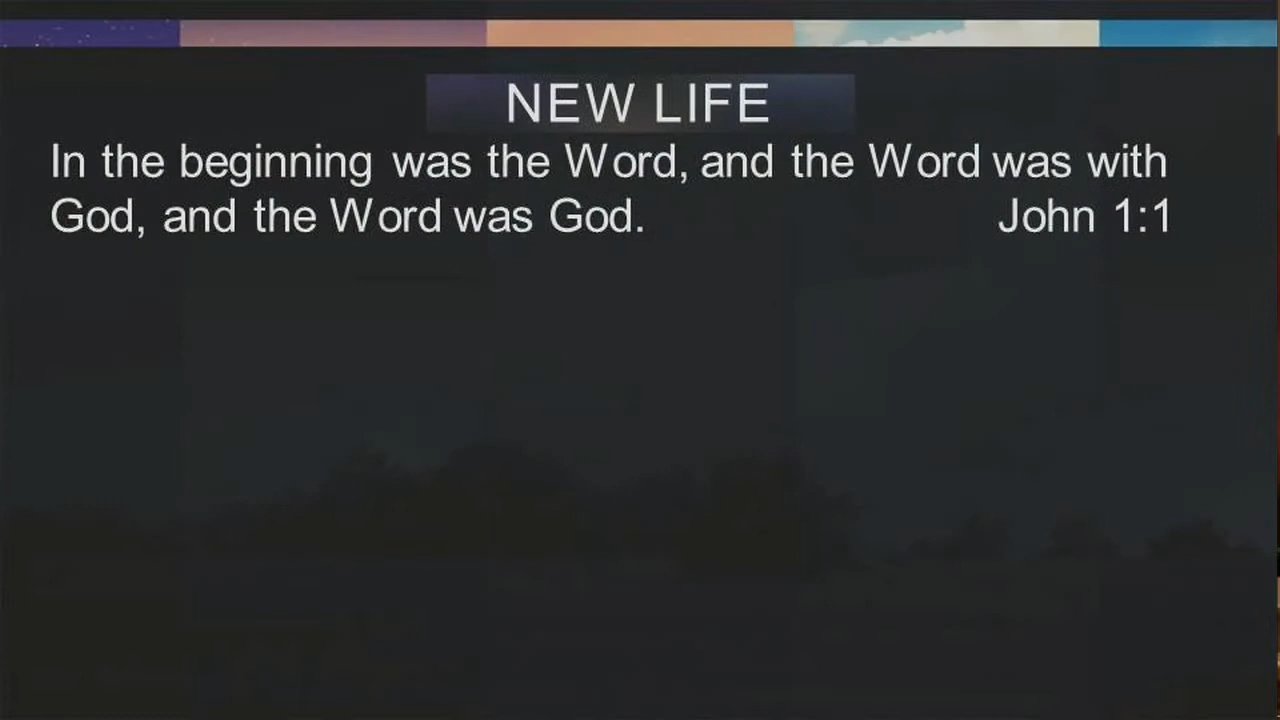 NEW LIFE
In the beginning was the Word, and the Word was with
God, and the Word was God. John 1:1